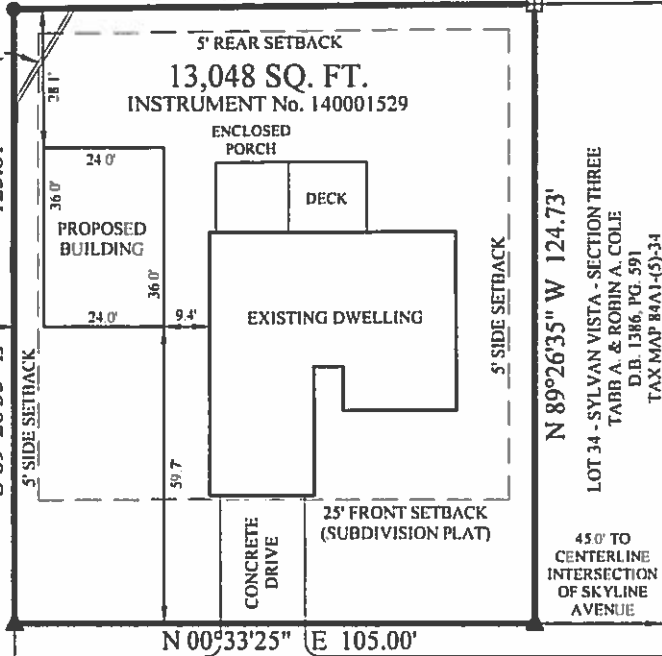 5' REAR SETBACK
13,048 SQ. FT.
INSTRUMENT No. 140001529
28.1'
ENCLOSED
PORCH
DECK
24.0'
36.0'
PROPOSED
BUILDING
36.0'
24.0'
9.4'
EXISTING DWELLING
5' SIDE SETBACK
5' SIDE SETBACK
59.7'
25' FRONT SETBACK
(SUBDIVISION PLAT)
CONCRETE
DRIVE
N 00°33'25" E 105.00'
N 89°26'35" W 124.73'
LOT 34 - SYLVAN VISTA - SECTION THREE
TABB A. & ROBIN A. COLE
D.B. 1386, PG. 591
TAX MAP 84A1-(5)-34
45.0' TO
CENTERLINE
INTERSECTION
OF SKYLINE
AVENUE